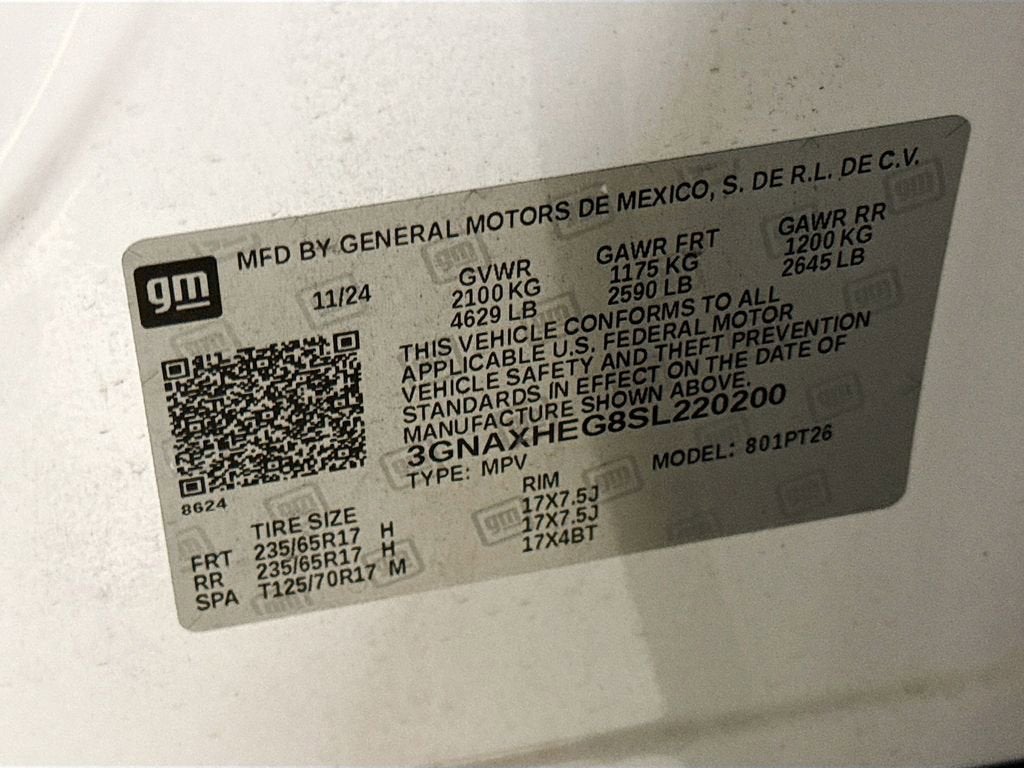 MFD BY GENERAL MOTORS DE MEXICO, S. DE R.L. DE C.V.
gm
11/24
GVWR
2100 KG
4629 LB
GAWR FRT
1175 KG
2590 LB
GAWR RR
1200 KG
2645 LB
THIS VEHICLE CONFORMS TO ALL
APPLICABLE U.S. FEDERAL MOTOR
VEHICLE SAFETY AND THEFT PREVENTION
STANDARDS IN EFFECT ON THE DATE OF
MANUFACTURE SHOWN ABOVE.
3GNAXHEG8SL220200
TYPE: MPV
MODEL: 801PT26
8624
TIRE SIZE RIM
FRT 235/65R17 H 17X7.5J
RR 235/65R17 H 17X7.5J
SPA T125/70R17 M 17X4BT